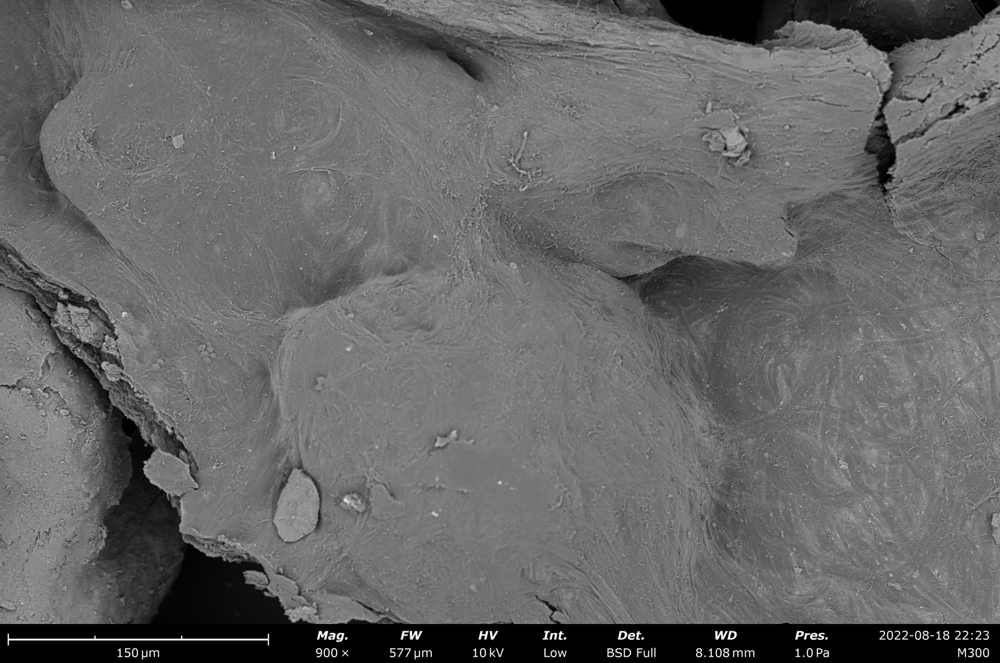 Mag. FW HV Int. Det. WD Pres. 2022-08-18 22:23
150 µm 900 × 577 µm 10 kV Low BSD Full 8.108 mm 1.0 Pa M300